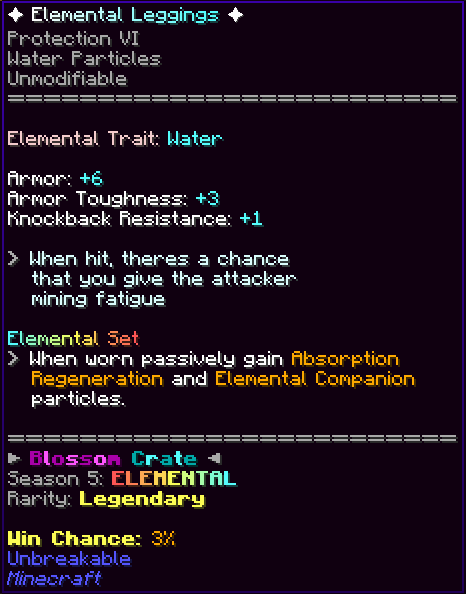 ✦ Elemental Leggings ✦
Protection VI
Water Particles
Unmodifiable
================================
Elemental Trait: Water
Armor: +6
Armor Toughness: +3
Knockback Resistance: +1
> When hit, theres a chance
that you give the attacker
mining fatigue
Elemental Set
> When worn passively gain Absorption
Regeneration and Elemental Companion
particles.
================================
► Blossom Crate ◄
Season 5: ELEMENTAL
Rarity: Legendary
Win Chance: 3%
Unbreakable
Minecraft